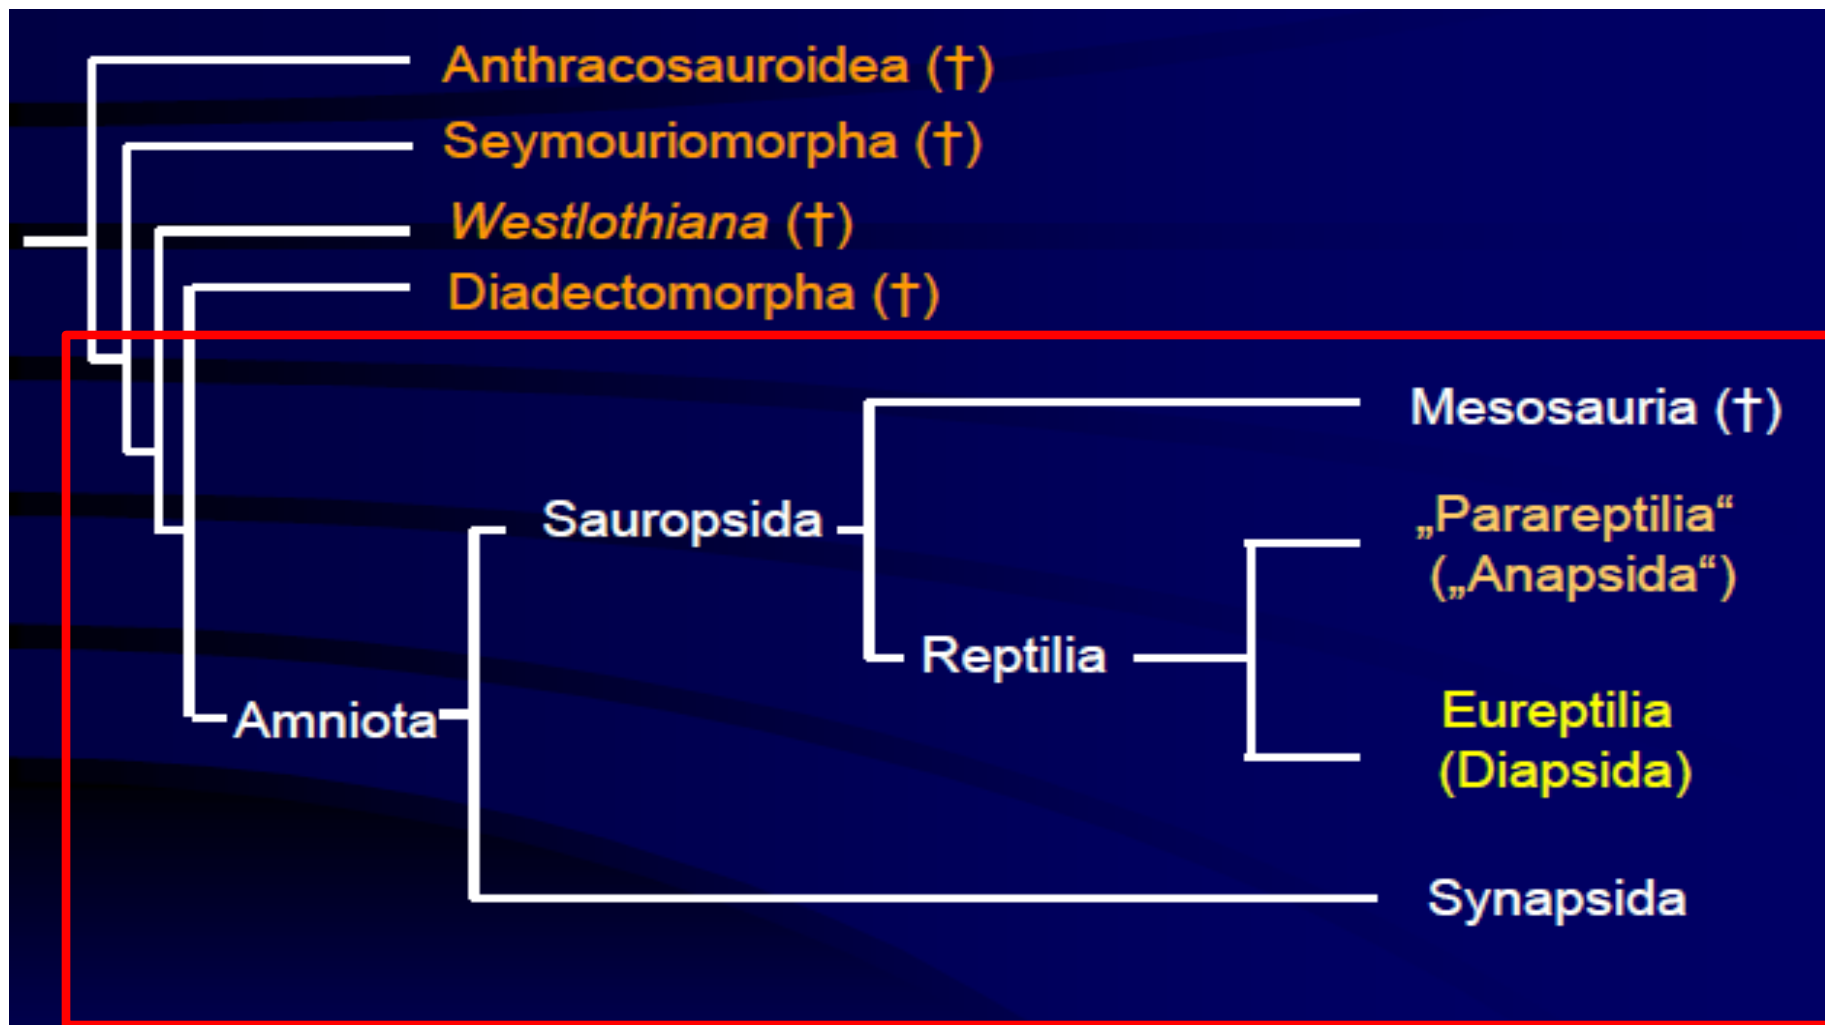 Anthracosauroidea (†)
Seymouriomorpha (†)
Westlothiana (†)
Diadectomorpha (†)
Mesosauria (†)
„Parareptilia“
(„Anapsida“)
Sauropsida
Reptilia
Eureptilia
(Diapsida)
Amniota
Synapsida